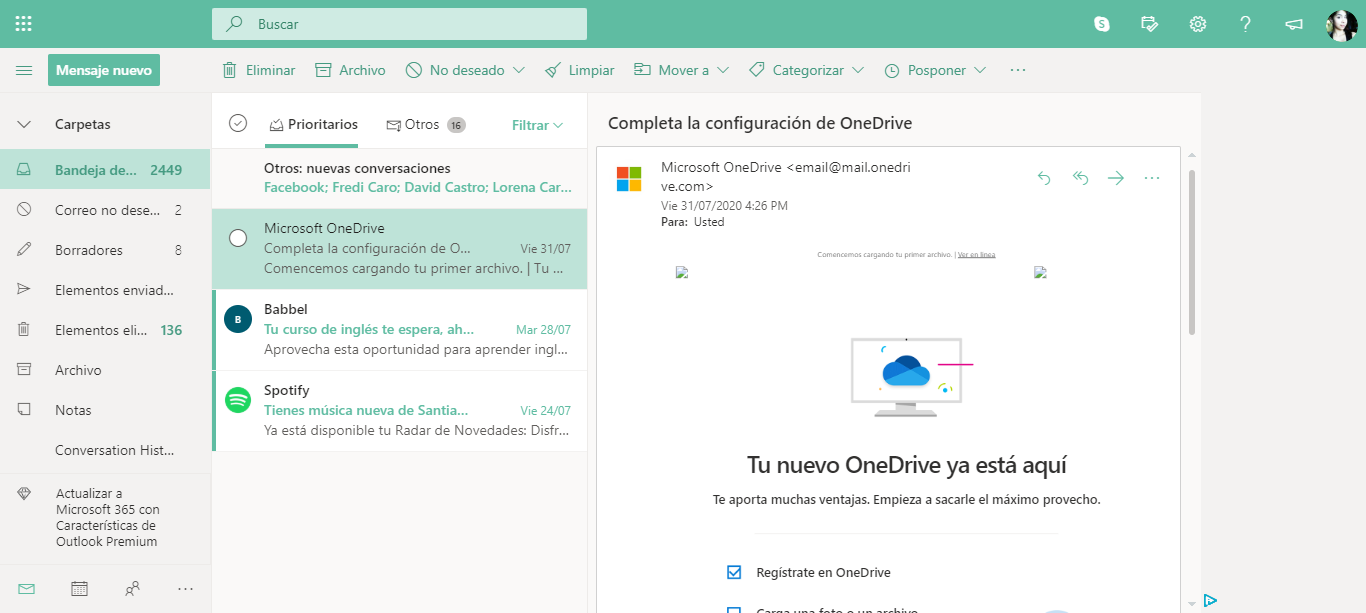 Buscar
Mensaje nuevo
Eliminar
Archivo
No deseado
Limpiar
Mover a
Categorizar
Posponer
Carpetas
Bandeja de... 2449
Correo no dese... 2
Borradores 8
Elementos enviad...
Elementos eli... 136
Archivo
Notas
Conversation Hist...
Actualizar a
Microsoft 365 con
Características de
Outlook Premium
Prioritarios
Otros 16
Filtrar
Otros: nuevas conversaciones
Facebook; Fredi Caro; David Castro; Lorena Car...
Microsoft OneDrive
Completa la configuración de O... Vie 31/07
Comencemos cargando tu primer archivo. | Tu ...
B
Babbel
Tu curso de inglés te espera, ah... Mar 28/07
Aprovecha esta oportunidad para aprender ingl...
Spotify
Tienes música nueva de Santia... Vie 24/07
Ya está disponible tu Radar de Novedades: Disfr...
Completa la configuración de OneDrive
Microsoft OneDrive <email@mail.onedri
ve.com>
Vie 31/07/2020 4:26 PM
Para: Usted
Comencemos cargando tu primer archivo. | Ver en línea
Tu nuevo OneDrive ya está aquí
Te aporta muchas ventajas. Empieza a sacarle el máximo provecho.
Regístrate en OneDrive
Carga una foto o un archivo